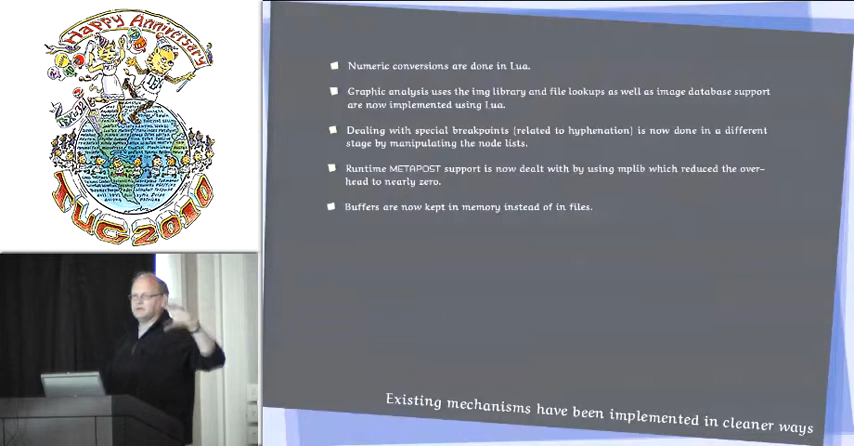 Happy Anniversary
TUG 2010
Numeric conversions are done in Lua.
Graphic analysis uses the img library and file lookups as well as image database support
are now implemented using Lua.
Dealing with special breakpoints (related to hyphenation) is now done in a different
stage by manipulating the node lists.
Runtime METAPOST support is now dealt with by using mplib which reduced the over-
head to nearly zero.
Buffers are now kept in memory instead of in files.
Existing mechanisms have been implemented in cleaner ways